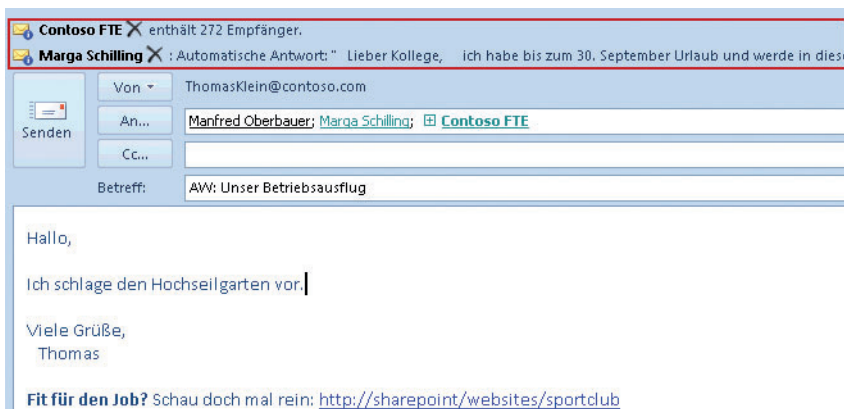 Contoso FTE X enthält 272 Empfänger.
Marga Schilling X : Automatische Antwort: " Lieber Kollege, ich habe bis zum 30. September Urlaub und werde in
Von
ThomasKlein@contoso.com
Senden
An...
Manfred Oberbauer; Marga Schilling; Contoso FTE
Cc...
Betreff:
AW: Unser Betriebsausflug
Hallo,
Ich schlage den Hochseilgarten vor.
Viele Grüße,
Thomas
Fit für den Job? Schau doch mal rein: http://sharepoint/websites/sportclub